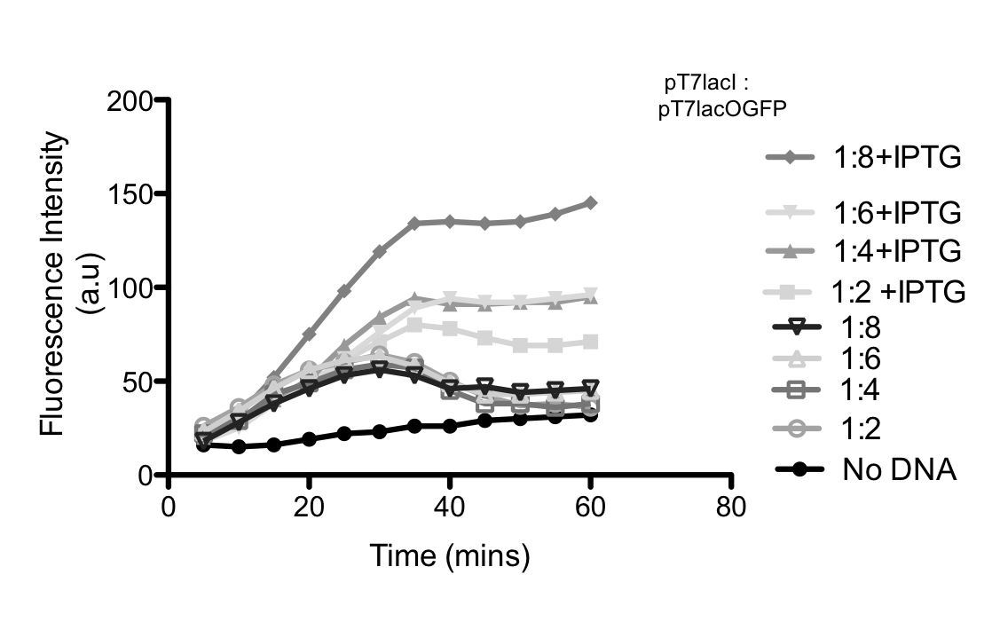 pT7lacI :
pT7lacOGFP
200
150
100
50
0
Fluorescence Intensity
(a.u)
0 20 40 60 80
Time (mins)
1:8+IPTG
1:6+IPTG
1:4+IPTG
1:2 +IPTG
1:8
1:6
1:4
1:2
No DNA